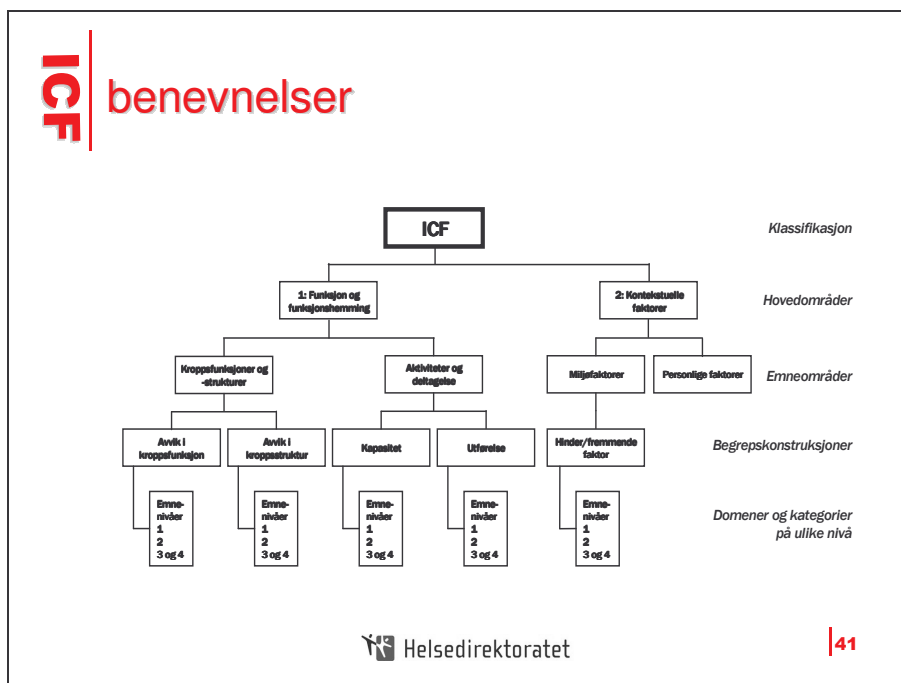 ICF
benevnelser
ICF
Klassifikasjon
1: Funksjon og
funksjonshemming
2: Kontekstuelle
faktorer
Hovedområder
Kroppsfunksjoner og
-strukturer
Aktiviteter og
deltagelse
Miljøfaktorer
Personlige faktorer
Emneområder
Avvik i
kroppsfunksjon
Avvik i
kroppsstruktur
Kapasitet
Utførelse
Hinder/fremmende
faktor
Begrepskonstruksjoner
Emne-
nivåer
1
2
3 og 4
Emne-
nivåer
1
2
3 og 4
Emne-
nivåer
1
2
3 og 4
Emne-
nivåer
1
2
3 og 4
Emne-
nivåer
1
2
3 og 4
Domener og kategorier
på ulike nivå
Helsedirektoratet
41